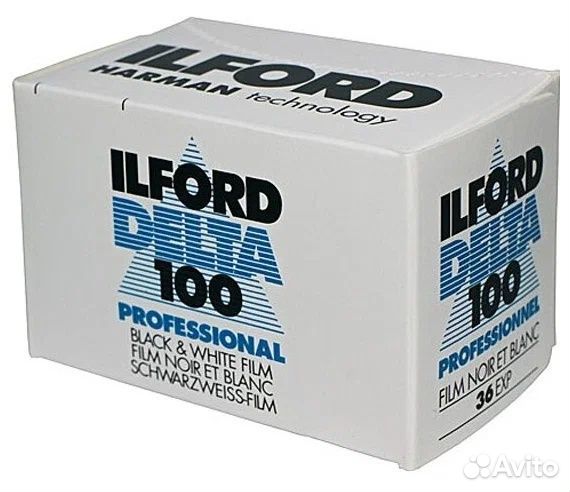 ILFORD
HARMAN technology
ILFORD
DELTA
100
PROFESSIONAL
BLACK & WHITE FILM
FILM NOIR ET BLANC
SCHWARZWEISS-FILM
ILFORD
DELTA
100
PROFESSIONNEL
FILM NOIR ET BLANC
36 EXP
Avito